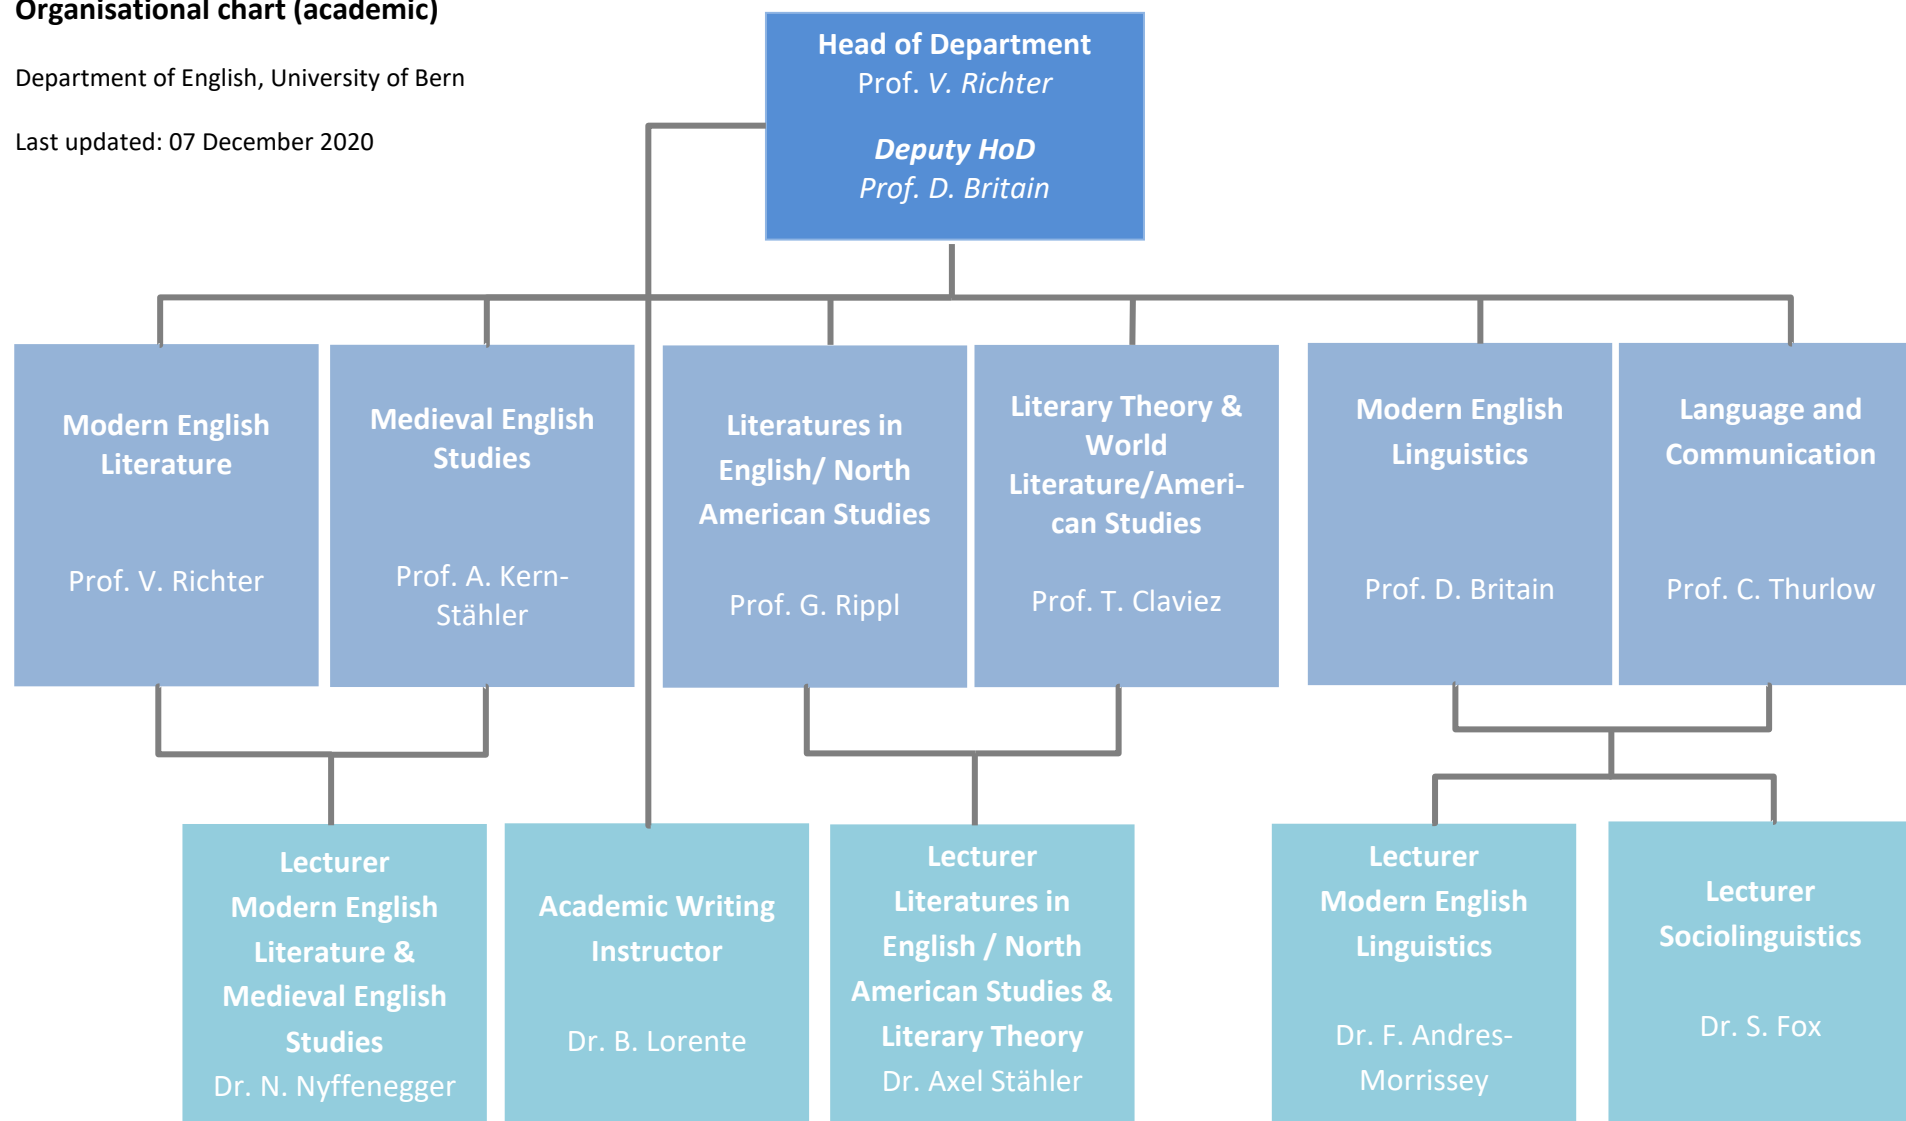 Organisational chart (academic)
Department of English, University of Bern
Last updated: 07 December 2020
Head of Department
Prof. V. Richter
Deputy HoD
Prof. D. Britain
Modern English
Literature
Prof. V. Richter
Medieval English
Studies
Prof. A. Kern-
Stähler
Literatures in
English/ North
American Studies
Prof. G. Rippl
Literary Theory &
World
Literature/Ameri-
can Studies
Prof. T. Claviez
Modern English
Linguistics
Prof. D. Britain
Language and
Communication
Prof. C. Thurlow
Lecturer
Modern English
Literature &
Medieval English
Studies
Dr. N. Nyffenegger
Academic Writing
Instructor
Dr. B. Lorente
Lecturer
Literatures in
English / North
American Studies &
Literary Theory
Dr. Axel Stähler
Lecturer
Modern English
Linguistics
Dr. F. Andres-
Morrissey
Lecturer
Sociolinguistics
Dr. S. Fox